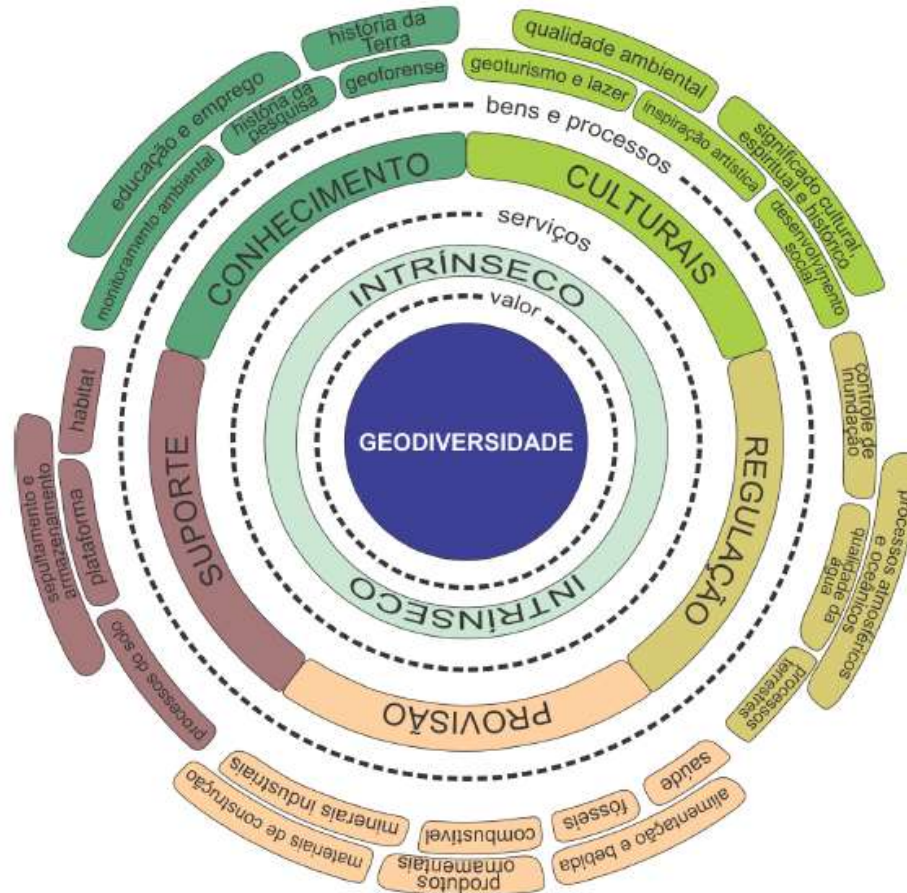 GEODIVERSIDADE
valor
INTRÍNSECO
INTRÍNSECO
serviços
CONHECIMENTO
CULTURAIS
REGULAÇÃO
PROVISÃO
SUPORTE
bens e processos
história da
Terra
geoforense
educação e emprego
história da
pesquisa
monitoramento ambiental
qualidade ambiental
geoturismo e lazer
inspiração artística
significado cultural,
espiritual e histórico
desenvolvimento
social
controle de
inundação
processos atmosféricos
e oceânicos
qualidade da
água
processos
terrestres
saúde
alimentação e bebida
fósseis
combustível
produtos
ornamentais
minerais industriais
materiais de construção
processos do solo
plataforma
sepultamento e
armazenamento
habitat